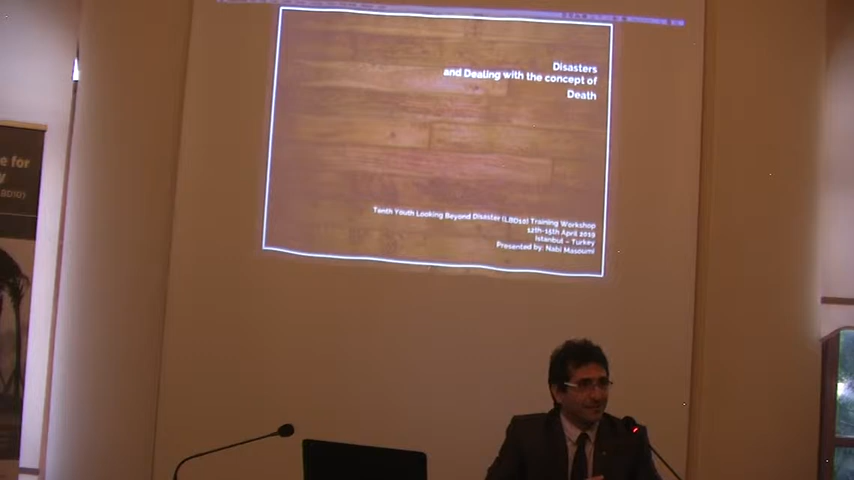 Disasters
and Dealing with the concept of
Death
Tenth Youth Looking Beyond Disaster (LBD10) Training Workshop
12th-15th April 2019
Istanbul – Turkey
Presented by: Nabi Masoumi
e for
y